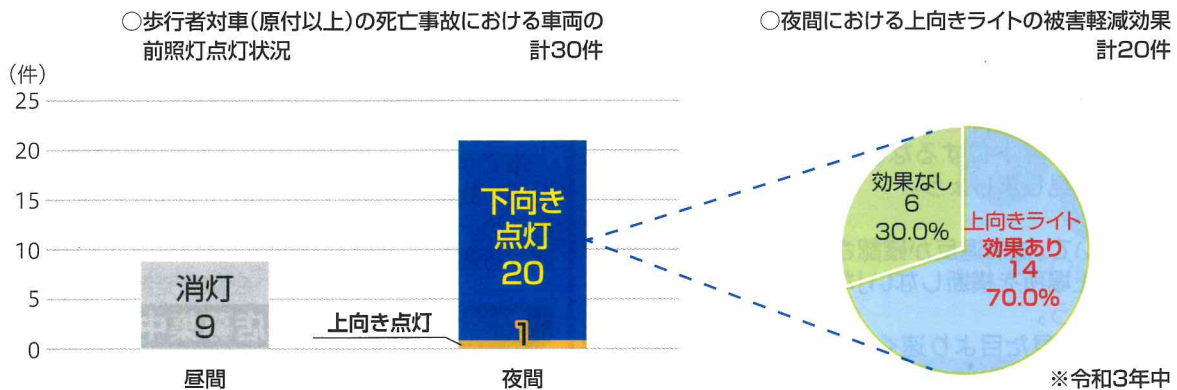 ○歩行者対車(原付以上)の死亡事故における車両の
前照灯点灯状況 計30件
(件)
25
20
15
10
5
0
消灯
9
下向き
点灯
20
1
上向き点灯
昼間
夜間
○夜間における上向きライトの被害軽減効果
計20件
効果なし
6
30.0%
上向きライト
効果あり
14
70.0%
※令和3年中